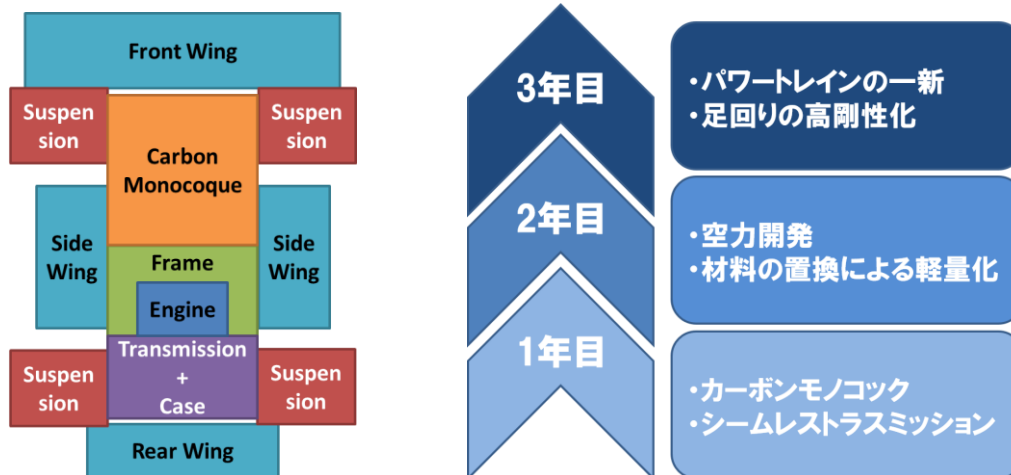 Front Wing
Suspen
sion
Suspen
sion
Carbon
Monocoque
Side
Wing
Side
Wing
Frame
Engine
Transmission
+
Case
Suspen
sion
Suspen
sion
Rear Wing
3年目
・パワートレインの一新
・足回りの高剛性化
2年目
・空力開発
・材料の置換による軽量化
1年目
・カーボンモノコック
・シームレストラスミッション